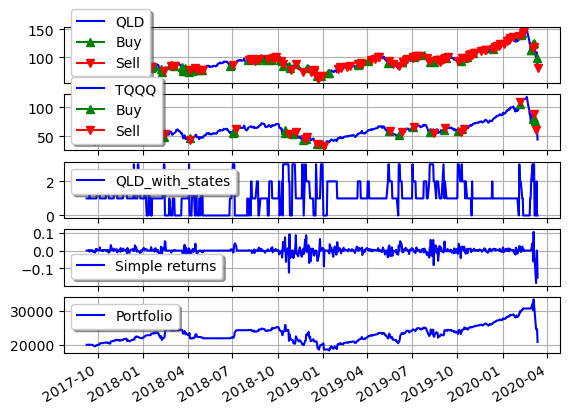 QLD
Buy
Sell
150
100
TQQQ
Buy
Sell
100
50
QLD_with_states
2
0
Simple returns
0.1
0.0
−0.1
Portfolio
30000
20000
2017-10
2018-01
2018-04
2018-07
2018-10
2019-01
2019-04
2019-07
2019-10
2020-01
2020-04